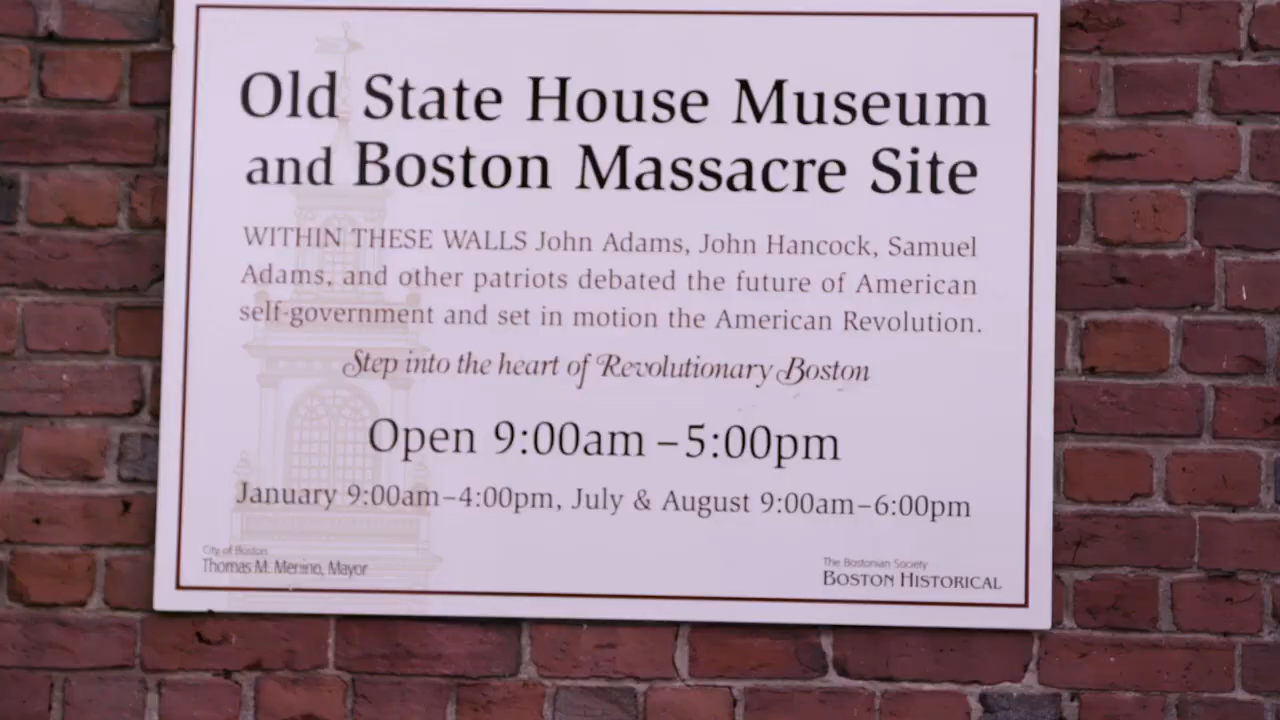 Old State House Museum
and Boston Massacre Site
WITHIN THESE WALLS John Adams, John Hancock, Samuel
Adams, and other patriots debated the future of American
self-government and set in motion the American Revolution.
Step into the heart of Revolutionary Boston
Open 9:00am – 5:00pm
January 9:00am–4:00pm, July & August 9:00am–6:00pm
City of Boston
Thomas M. Menino, Mayor
The Bostonian Society
BOSTON HISTORICAL